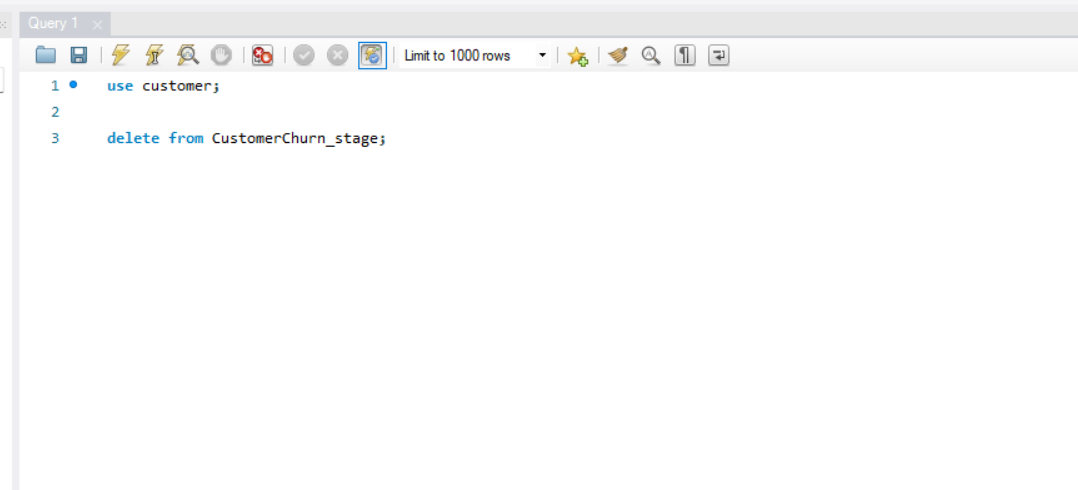 Query 1
Limit to 1000 rows
1 use customer;
2
3 delete from CustomerChurn_stage;